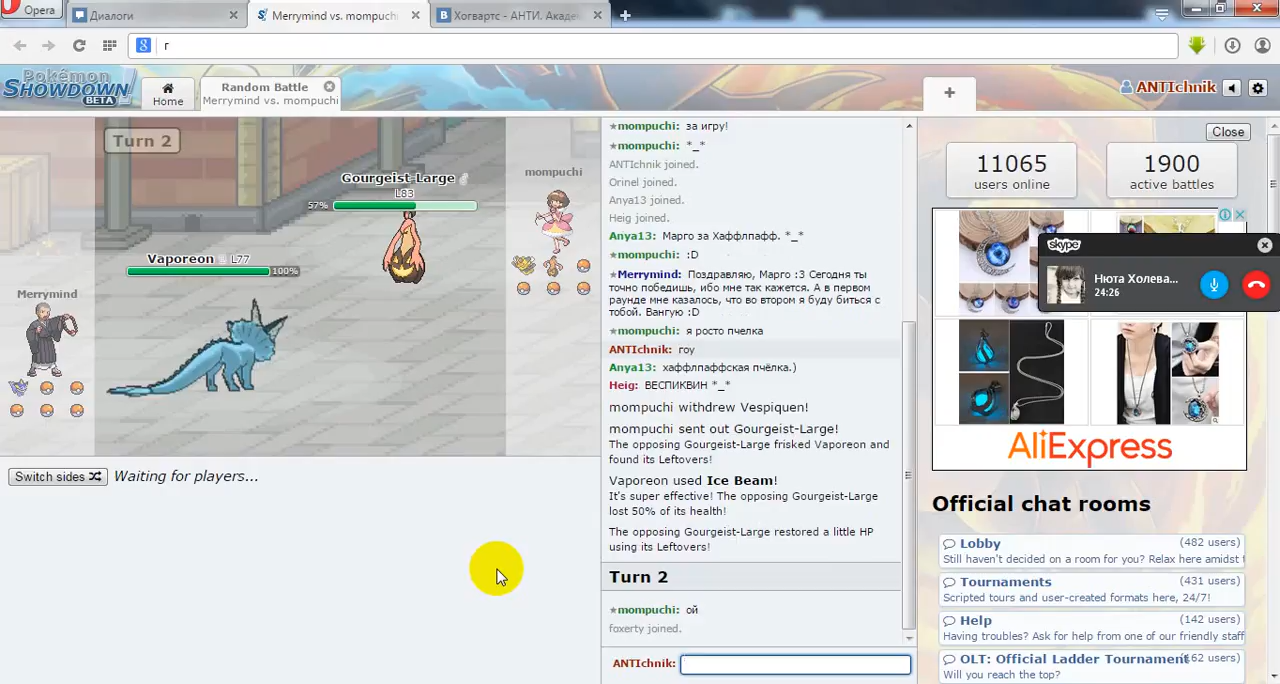 Opera
Диалоги
Merrymind vs. mompuchi
Хогвартс - АНТИ. Акаде
г
Pokémon
SHOWDOWN
BETA
Home
Random Battle
Merrymind vs. mompuchi
ANTIchnik
Turn 2
Gourgeist-Large
L83
57%
Vaporeon L77
100%
Merrymind
mompuchi
Switch sides
Waiting for players...
★mompuchi: за игру!
★mompuchi: *_*
ANTIchnik joined.
Orinel joined.
Anya13 joined.
Heig joined.
Anya13: Марго за Хаффлпафф. *_*
★mompuchi: :D
★Merrymind: Поздравляю, Марго :3 Сегодня ты
точно победишь, ибо мне так кажется. А в первом
раунде мне казалось, что во втором я буду биться с
тобой. Вангую :D
★mompuchi: я росто пчелка
ANTIchnik: гоу
Anya13: хаффлпаффская пчёлка.)
Heig: ВЕСПИКВИН *_*
mompuchi withdrew Vespiquen!
mompuchi sent out Gourgeist-Large!
The opposing Gourgeist-Large frisked Vaporeon and
found its Leftovers!
Vaporeon used Ice Beam!
It's super effective! The opposing Gourgeist-Large
lost 50% of its health!
The opposing Gourgeist-Large restored a little HP
using its Leftovers!
Turn 2
★mompuchi: ой
foxerty joined.
ANTIchnik:
Close
11065
users online
1900
active battles
skype
Нюта Холева...
24:26
AliExpress
Official chat rooms
Lobby (482 users)
Still haven't decided on a room for you? Relax here amidst t
Tournaments (431 users)
Scripted tours and user-created formats here, 24/7!
Help (142 users)
Having troubles? Ask for help from one of our friendly staff
OLT: Official Ladder Tournament 62 users)
Will you reach the top?